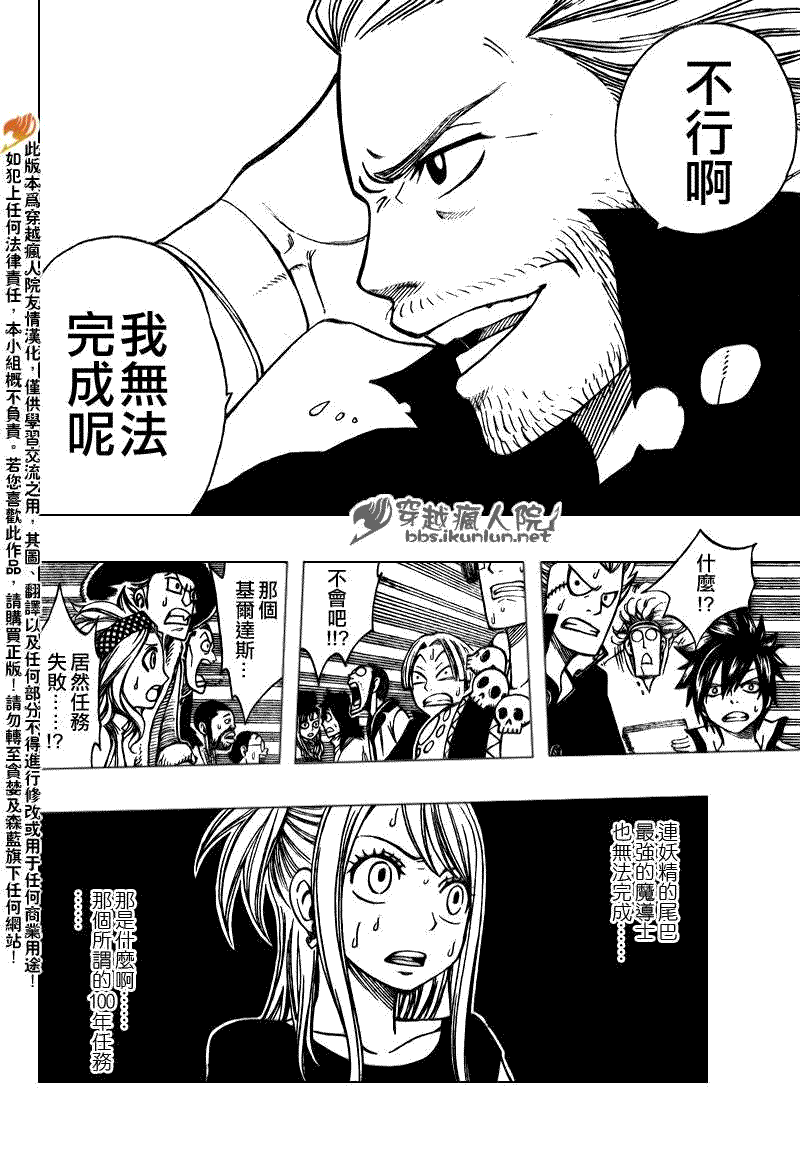 不行啊
我無法
完成呢
穿越瘋人院
bbs.ikunlun.net
什麼!?
不會吧!!?
那個
基爾達斯…
居然任務
失敗……!?
連妖精的尾巴
最強的魔導士
也無法完成……
那是什麼啊……
那個所謂的100年任務
……
此版本爲穿越瘋人院友情漢化，僅供學習交流之用，其圖、翻譯以及任何部分不得進行修改或用于任何商業用途！
如犯上任何法律責任，本小組概不負責。若您喜歡此作品，請購買正版！請勿轉至貪婪及森藍旗下任何網站！